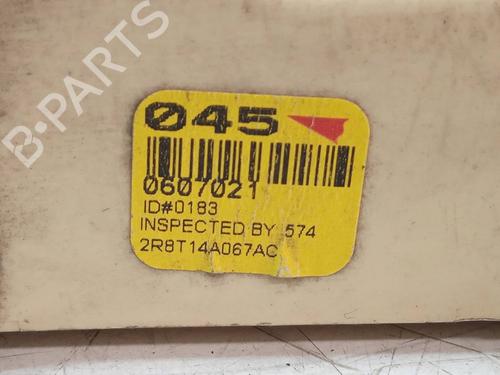 B-PARTS
045
0607021
ID#0183
INSPECTED BY 574
2R8T14A067AC